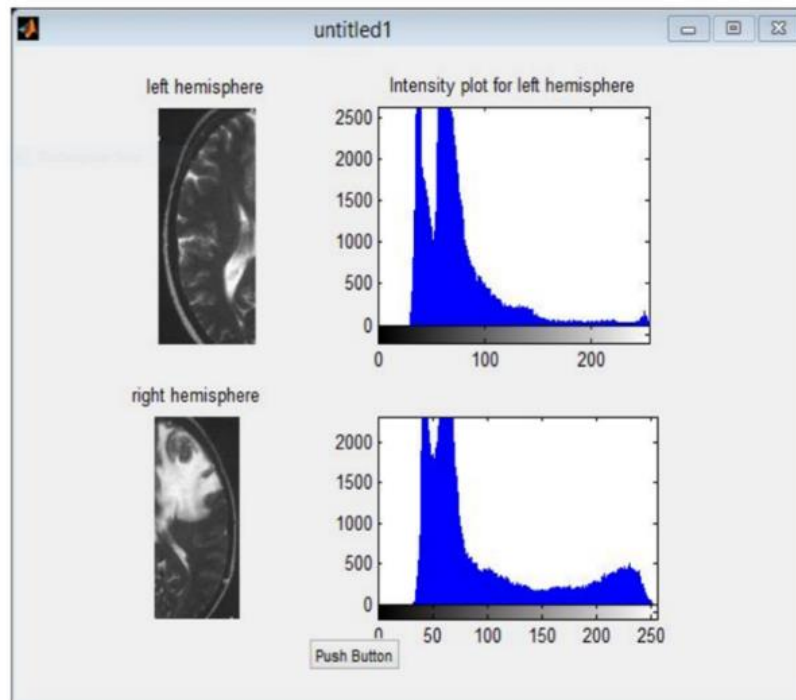 untitled1
left hemisphere
Intensity plot for left hemisphere
2500
2000
1500
1000
500
0
0 100 200
right hemisphere
2000
1500
1000
500
0
0 50 100 150 200 250
Push Button